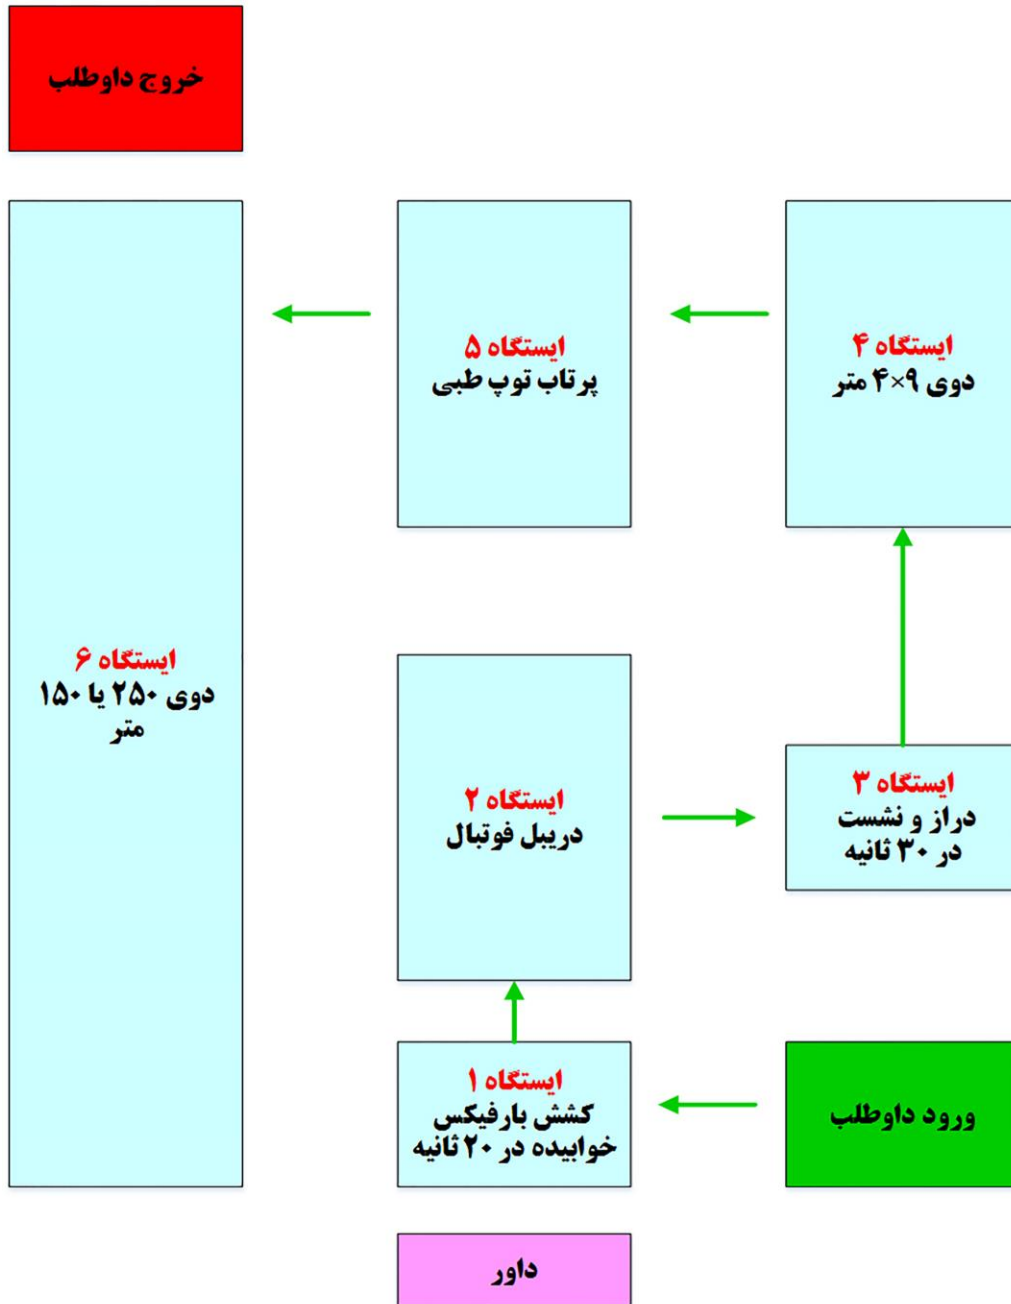 خروج داوطلب
ایستگاه ۴
دوی ۹×۴ متر
ایستگاه ۵
پرتاب توپ طبی
ایستگاه ۶
دوی ۲۵۰ یا ۱۵۰
متر
ایستگاه ۳
دراز و نشست
در ۳۰ ثانیه
ایستگاه ۲
دریبل فوتبال
ورود داوطلب
ایستگاه ۱
کشش بارفیکس
خوابیده در ۲۰ ثانیه
داور